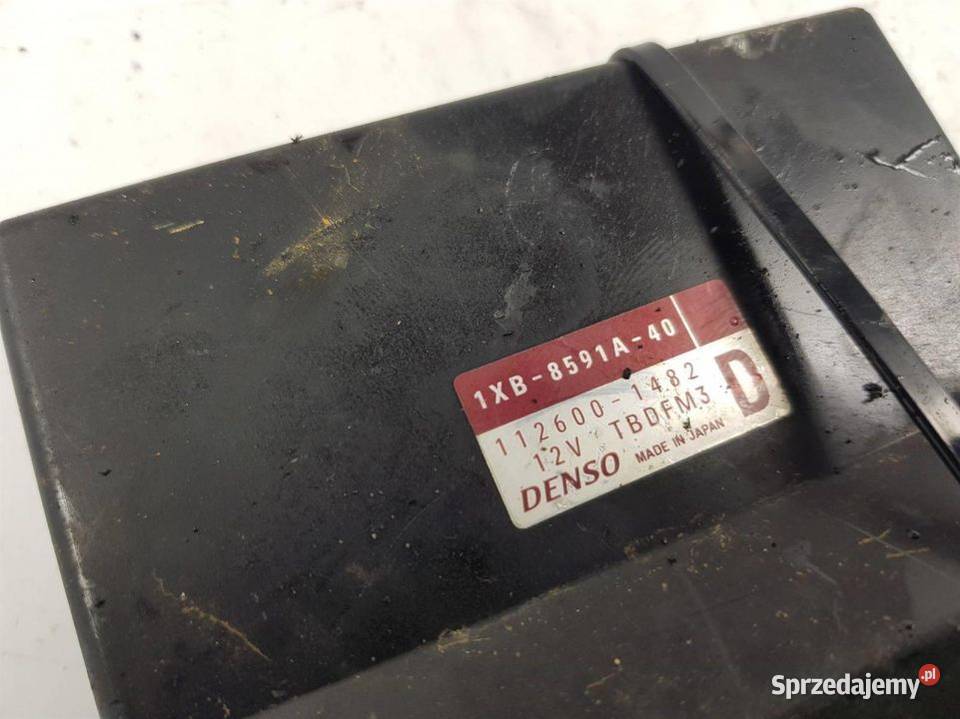 1XB-8591A-40
112600-1482
12V TBDFM3
D
DENSO MADE IN JAPAN
Sprzedajemy.pl